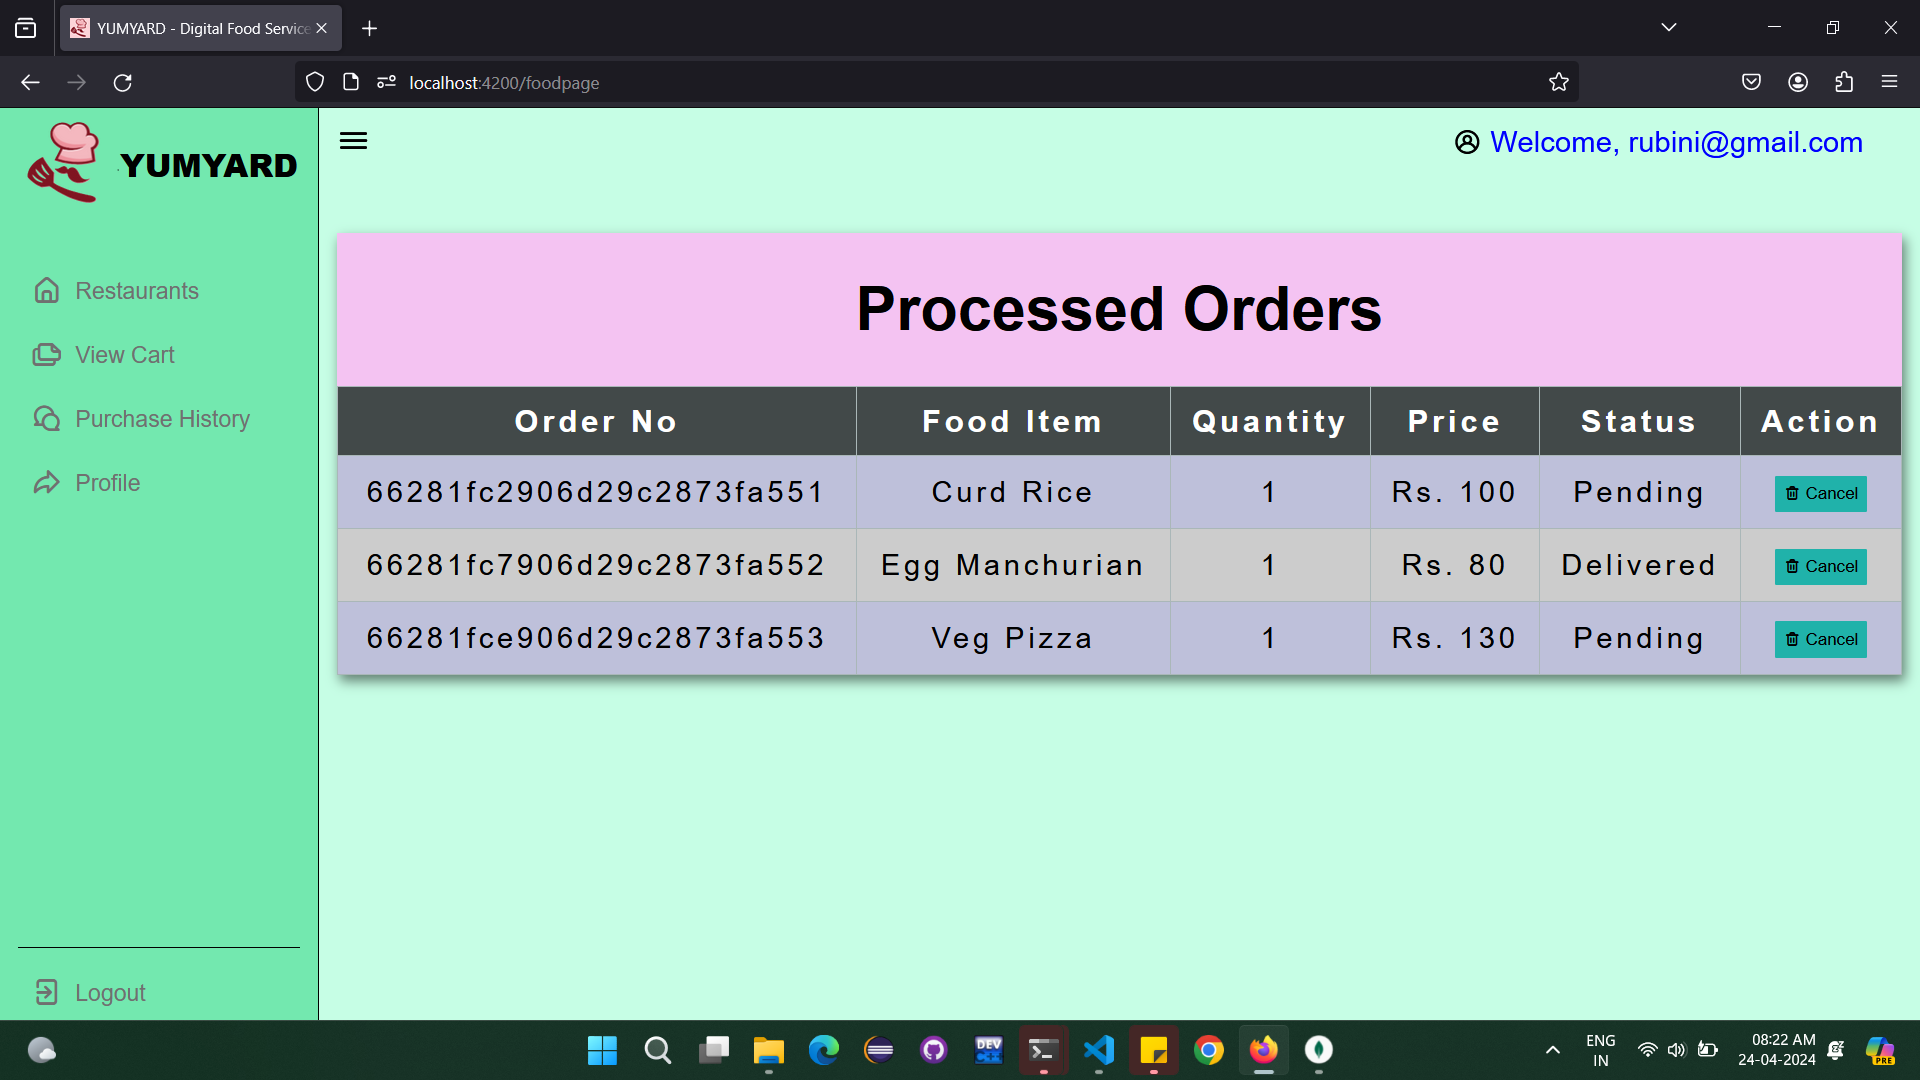 YUMYARD - Digital Food Service
localhost:4200/foodpage
YUMYARD
Welcome, rubini@gmail.com
Restaurants
View Cart
Purchase History
Profile
Logout
Processed Orders
Order No Food Item Quantity Price Status Action
66281fc2906d29c2873fa551 Curd Rice 1 Rs. 100 Pending Cancel
66281fc7906d29c2873fa552 Egg Manchurian 1 Rs. 80 Delivered Cancel
66281fce906d29c2873fa553 Veg Pizza 1 Rs. 130 Pending Cancel
DEV
C++
PRE
ENG
IN
08:22 AM
24-04-2024